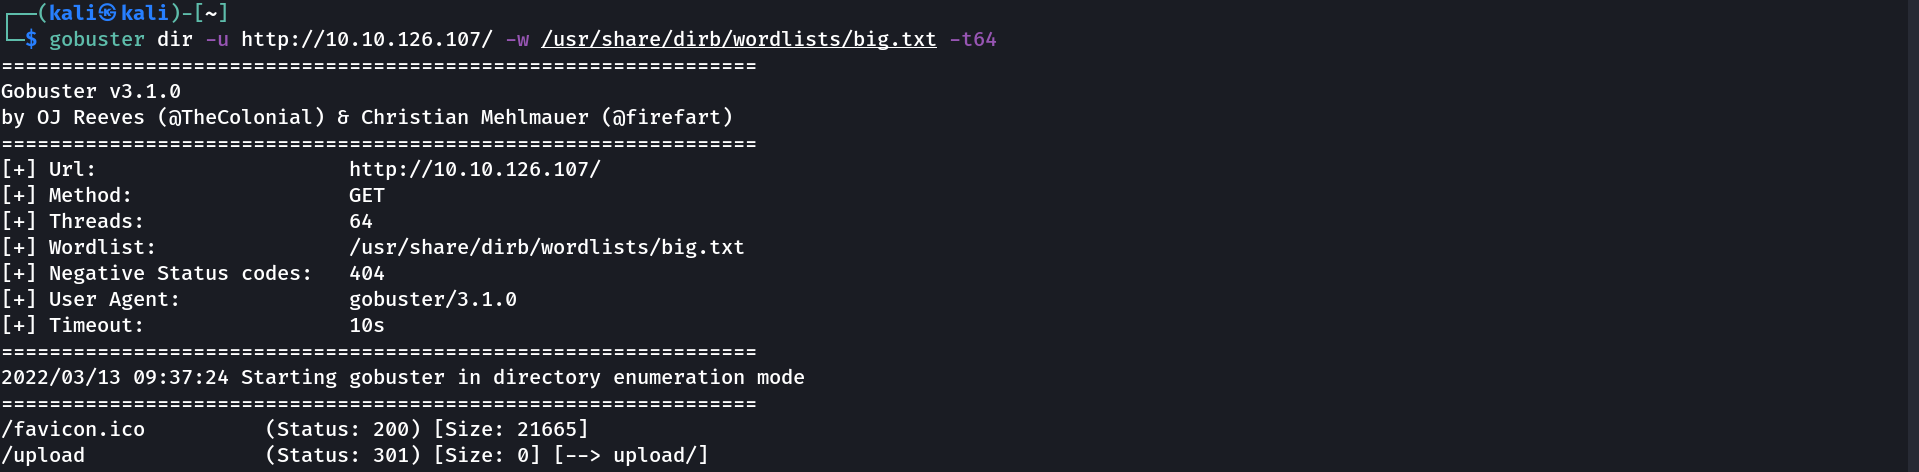 ┌──(kali㉿kali)-[~]
└─$ gobuster dir -u http://10.10.126.107/ -w /usr/share/dirb/wordlists/big.txt -t64
===============================================================
Gobuster v3.1.0
by OJ Reeves (@TheColonial) & Christian Mehlmauer (@firefart)
===============================================================
[+] Url:                     http://10.10.126.107/
[+] Method:                  GET
[+] Threads:                 64
[+] Wordlist:                /usr/share/dirb/wordlists/big.txt
[+] Negative Status codes:   404
[+] User Agent:              gobuster/3.1.0
[+] Timeout:                 10s
===============================================================
2022/03/13 09:37:24 Starting gobuster in directory enumeration mode
===============================================================
/favicon.ico          (Status: 200) [Size: 21665]
/upload               (Status: 301) [Size: 0] [--> upload/]